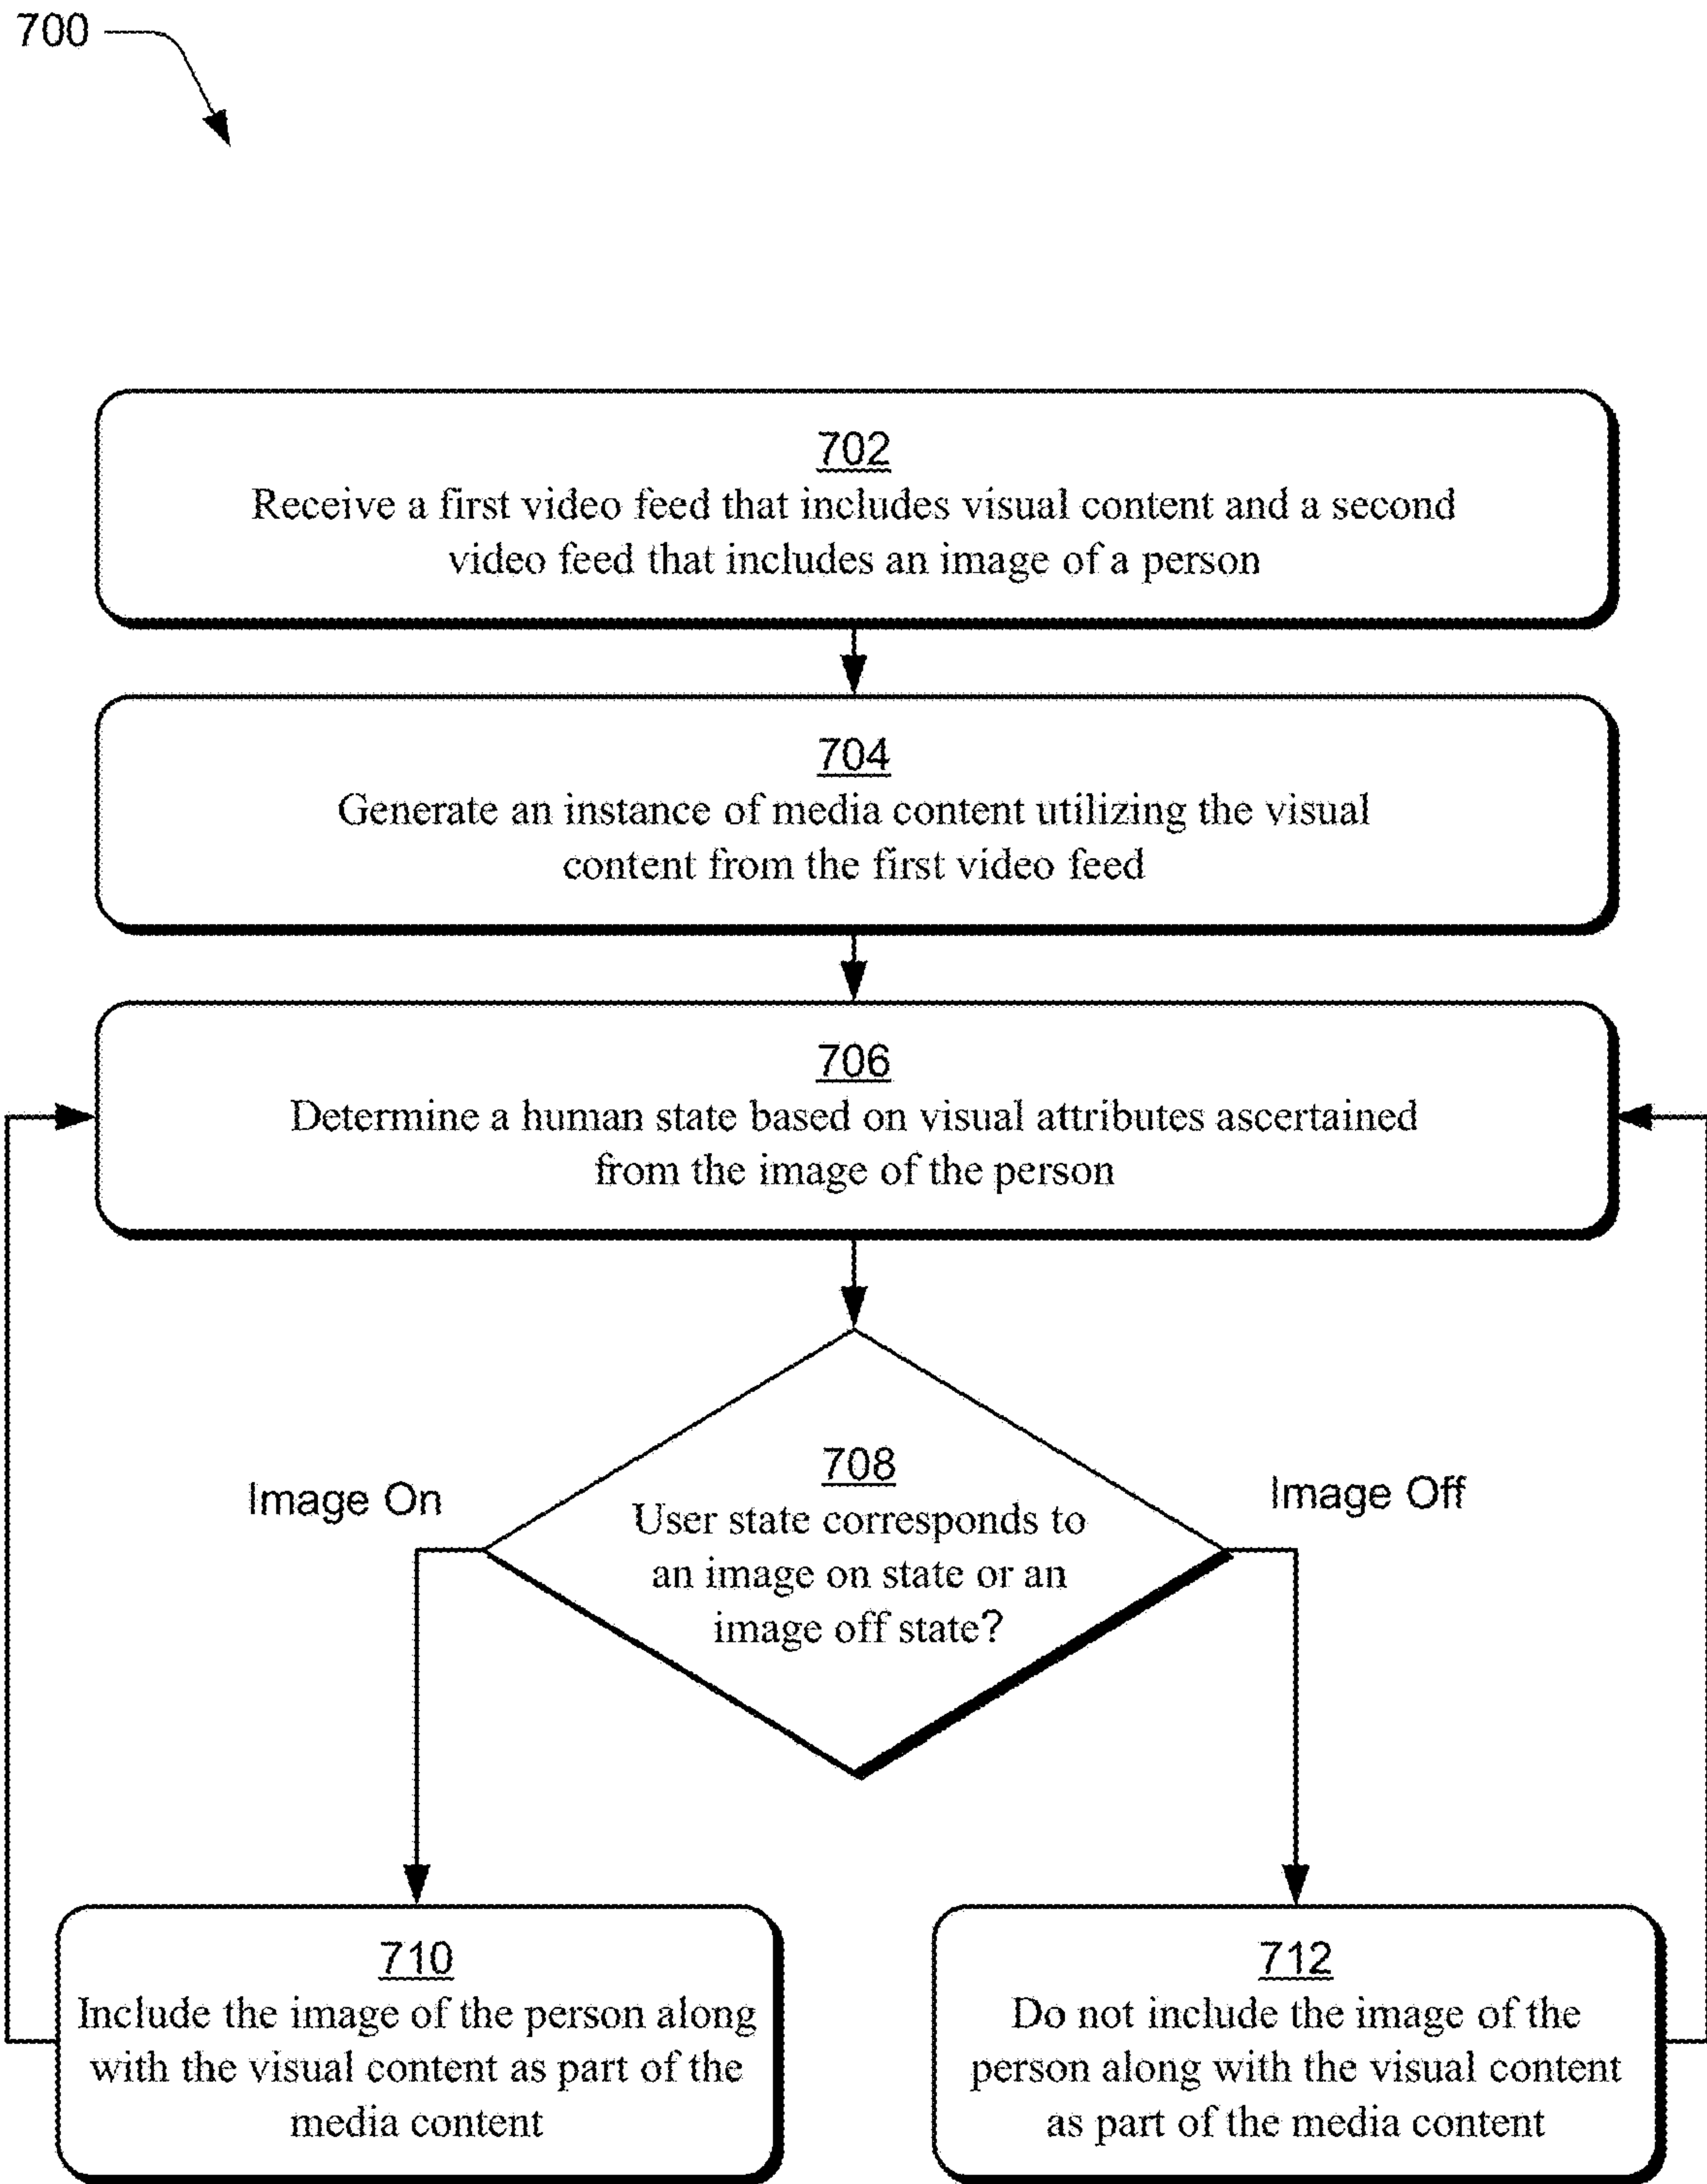 700
702
Receive a first video feed that includes visual content and a second
video feed that includes an image of a person
704
Generate an instance of media content utilizing the visual
content from the first video feed
706
Determine a human state based on visual attributes ascertained
from the image of the person
708
User state corresponds to
an image on state or an
image off state?
Image On
Image Off
710
Include the image of the person along
with the visual content as part of the
media content
712
Do not include the image of the
person along with the visual content
as part of the media content